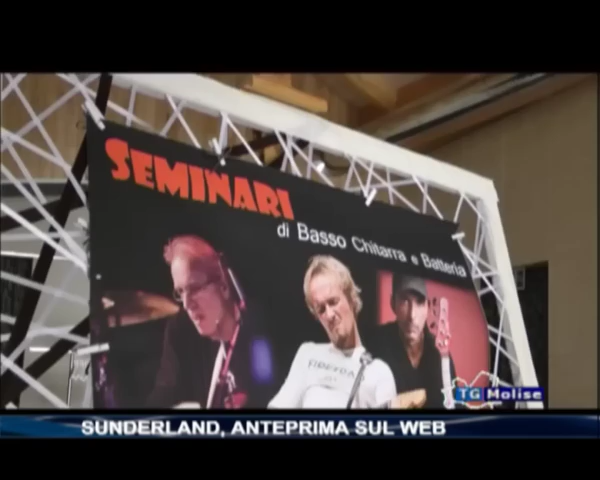 SEMINARI
di Basso Chitarra e Batteria
TG Molise
SUNDERLAND, ANTEPRIMA SUL WEB